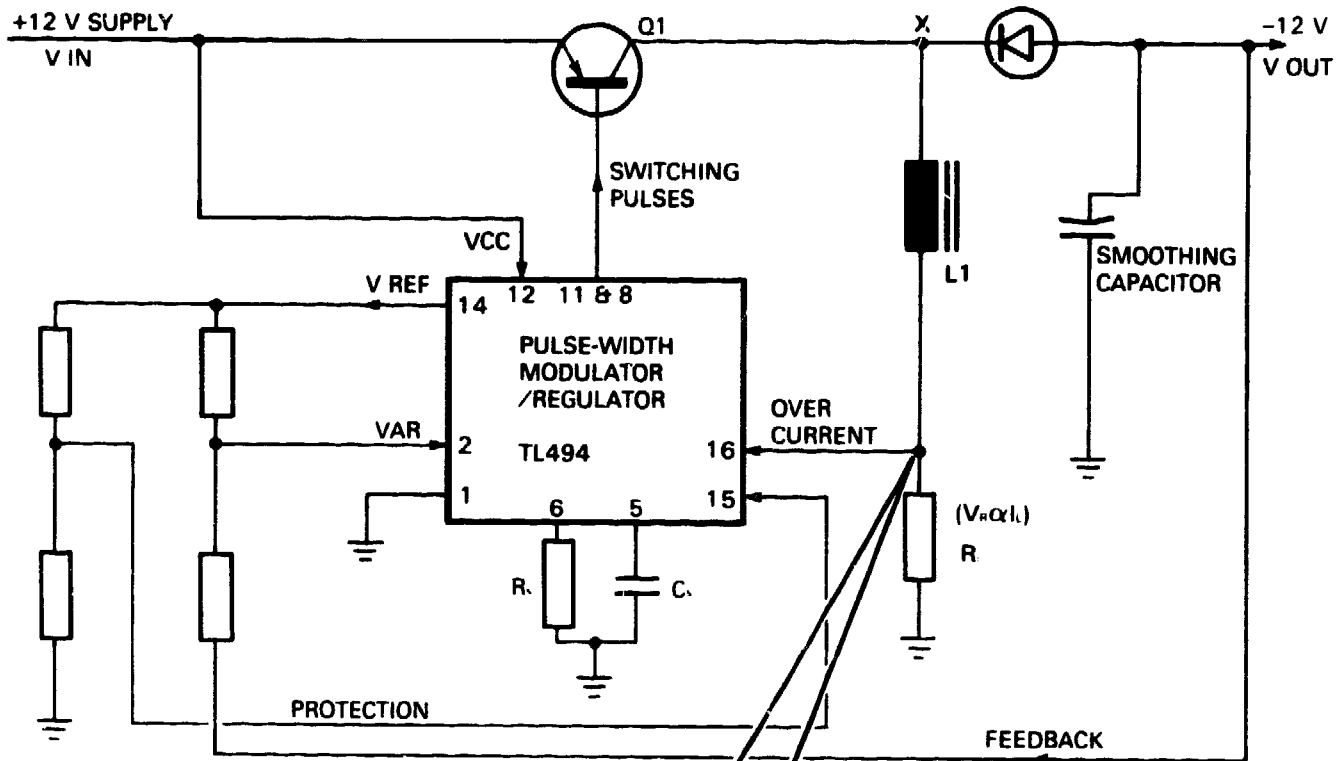 +12 V SUPPLY
V IN
Q1
X
−12 V
V OUT
SWITCHING
PULSES
VCC
L1
SMOOTHING
CAPACITOR
V REF
14
12
11 & 8
PULSE-WIDTH
MODULATOR
/REGULATOR
TL494
VAR
2
1
6
5
16
15
OVER
CURRENT
(VRαIL)
R
R
C
PROTECTION
FEEDBACK